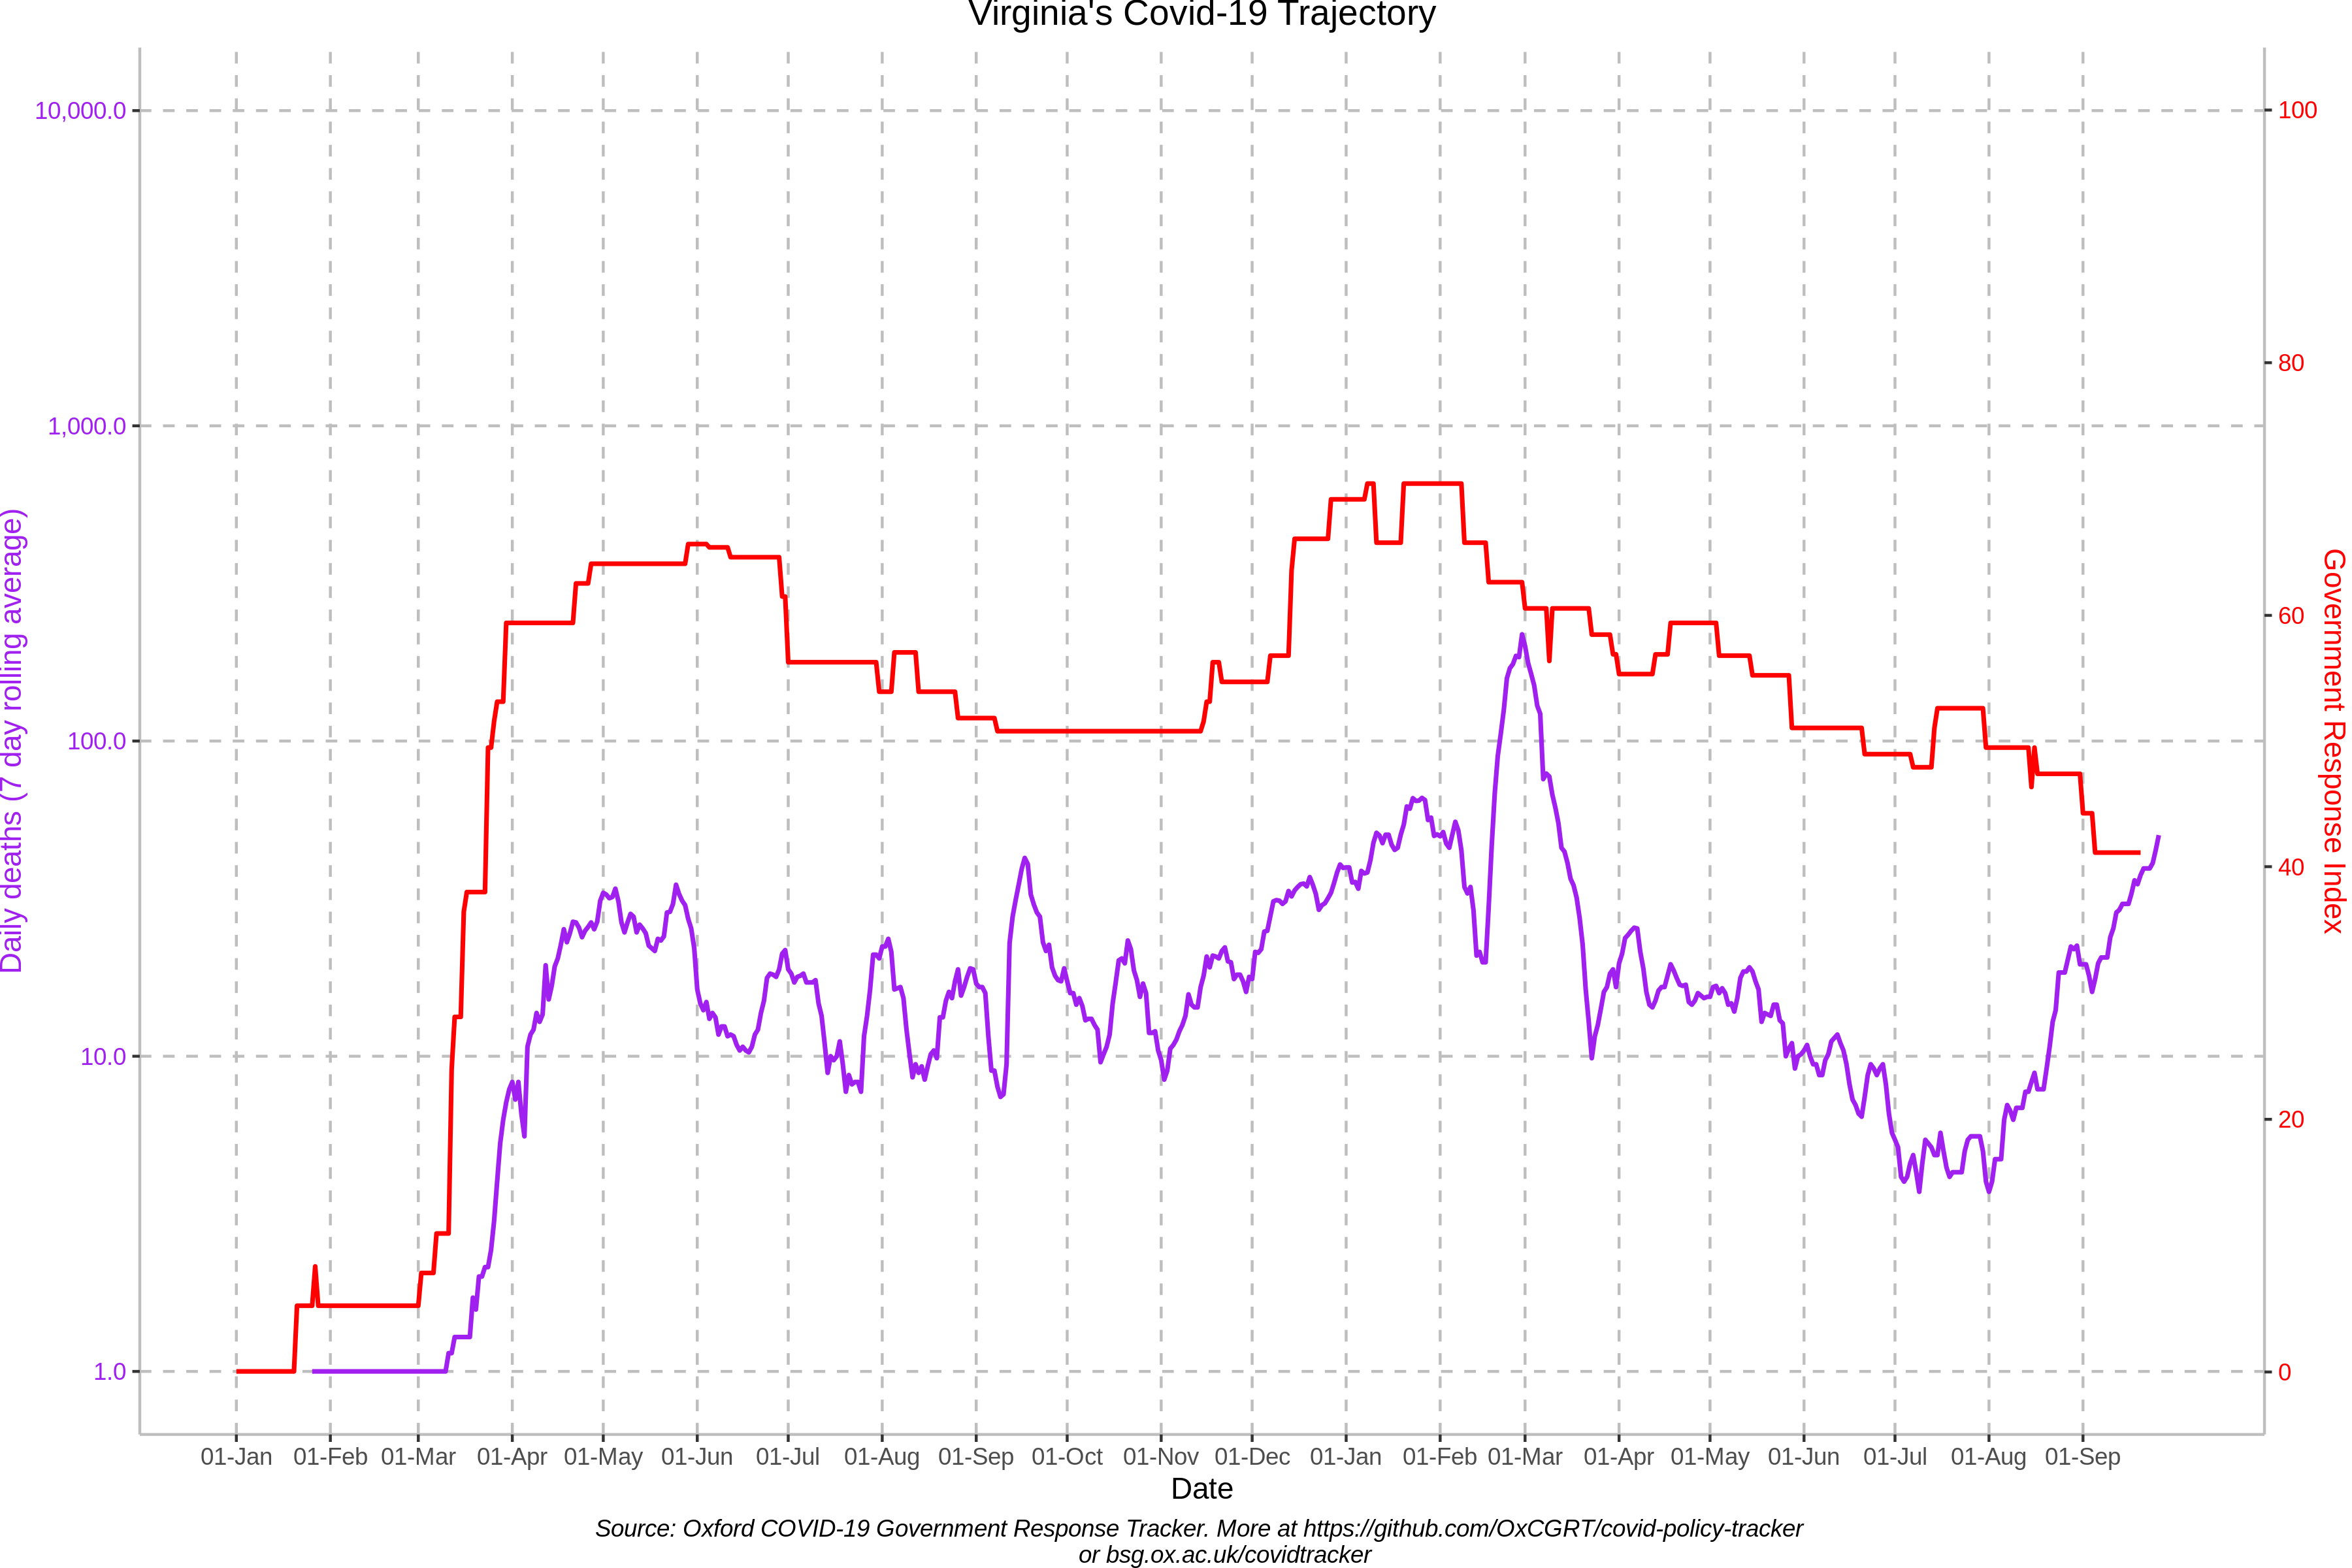 Virginia's Covid-19 Trajectory
10,000.0
1,000.0
100.0
10.0
1.0
Daily deaths (7 day rolling average)
100
80
60
40
20
0
Government Response Index
01-Jan 01-Feb 01-Mar 01-Apr 01-May 01-Jun 01-Jul 01-Aug 01-Sep 01-Oct 01-Nov 01-Dec 01-Jan 01-Feb 01-Mar 01-Apr 01-May 01-Jun 01-Jul 01-Aug 01-Sep
Date
Source: Oxford COVID-19 Government Response Tracker. More at https://github.com/OxCGRT/covid-policy-tracker
or bsg.ox.ac.uk/covidtracker